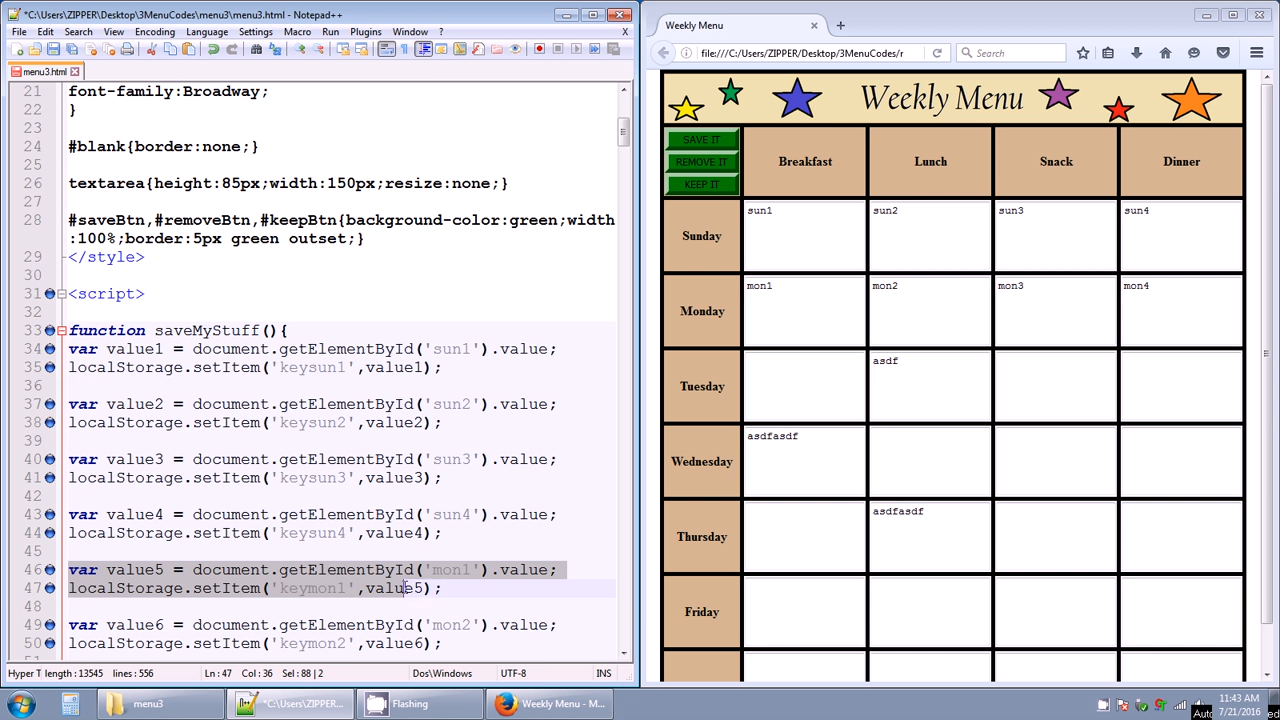 *C:\Users\ZIPPER\Desktop\3MenuCodes\menu3\menu3.html - Notepad++
File Edit Search View Encoding Language Settings Macro Run Plugins Window ? X
menu3.html
21 font-family:Broadway;
22 }
23
24 #blank{border:none;}
25
26 textarea{height:85px;width:150px;resize:none;}
27
28 #saveBtn,#removeBtn,#keepBtn{background-color:green;width
:100%;border:5px green outset;}
29 </style>
30
31 <script>
32
33 function saveMyStuff(){
34 var value1 = document.getElementById('sun1').value;
35 localStorage.setItem('keysun1',value1);
36
37 var value2 = document.getElementById('sun2').value;
38 localStorage.setItem('keysun2',value2);
39
40 var value3 = document.getElementById('sun3').value;
41 localStorage.setItem('keysun3',value3);
42
43 var value4 = document.getElementById('sun4').value;
44 localStorage.setItem('keysun4',value4);
45
46 var value5 = document.getElementById('mon1').value;
47 localStorage.setItem('keymon1',value5);
48
49 var value6 = document.getElementById('mon2').value;
50 localStorage.setItem('keymon2',value6);
Hyper T length : 13545 lines : 556 Ln : 47 Col : 36 Sel : 88 | 2 Dos\Windows UTF-8 INS
Weekly Menu
file:///C:/Users/ZIPPER/Desktop/3MenuCodes/r Search
Weekly Menu
SAVE IT
REMOVE IT
KEEP IT
Breakfast Lunch Snack Dinner
Sunday sun1 sun2 sun3 sun4
Monday mon1 mon2 mon3 mon4
Tuesday asdf
Wednesday asdfasdf
Thursday asdfasdf
Friday
menu3 *C:\Users\ZIPPER... Flashing Weekly Menu - M...
11:43 AM
7/21/2016